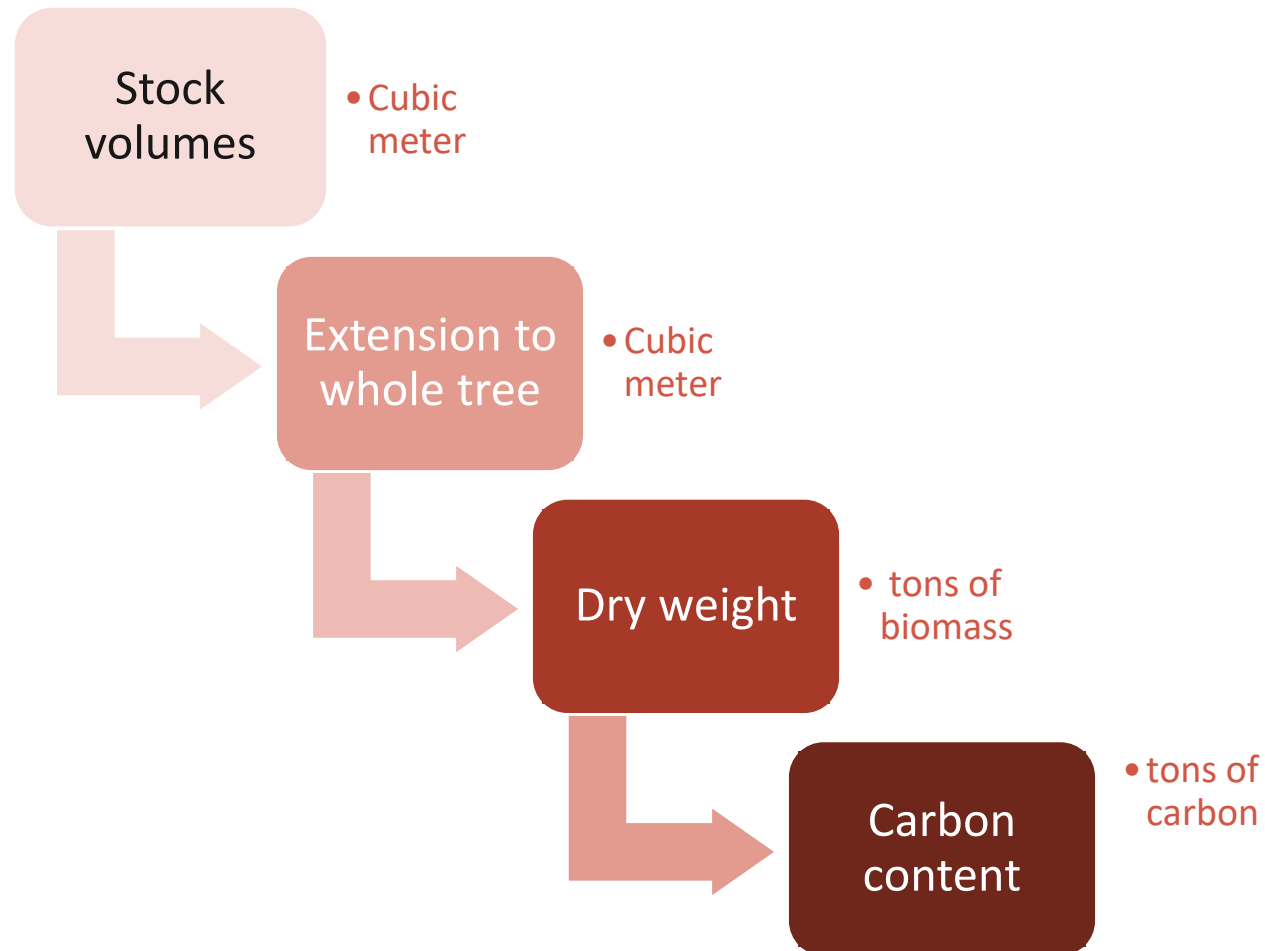 Stock
volumes
• Cubic
meter
Extension to
whole tree
• Cubic
meter
Dry weight
• tons of
biomass
Carbon
content
• tons of
carbon